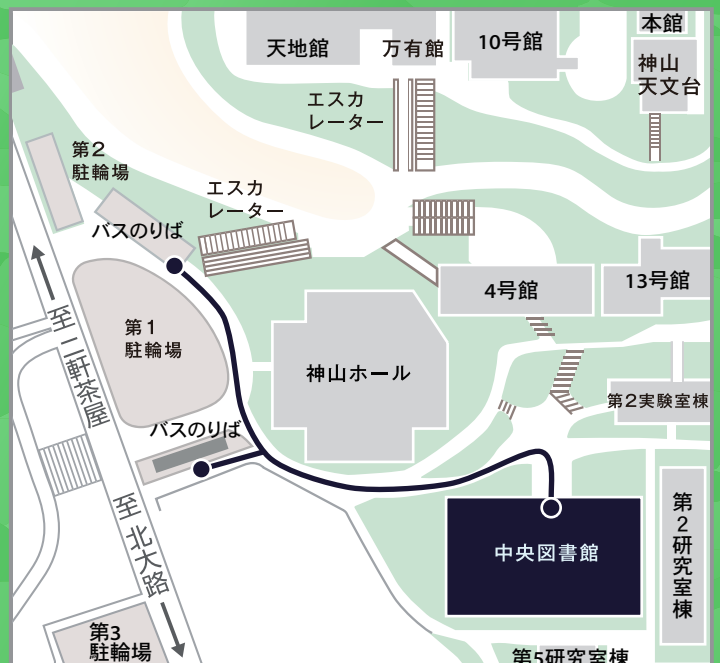 天地館
万有館
10号館
本館
神山
天文台
エスカ
レーター
第2
駐輪場
エスカ
レーター
バスのりば
4号館
13号館
至 二軒茶屋
第1
駐輪場
神山ホール
第2実験室棟
バスのりば
至 北大路
中央図書館
第2研究室棟
第3
駐輪場
第5研究室棟